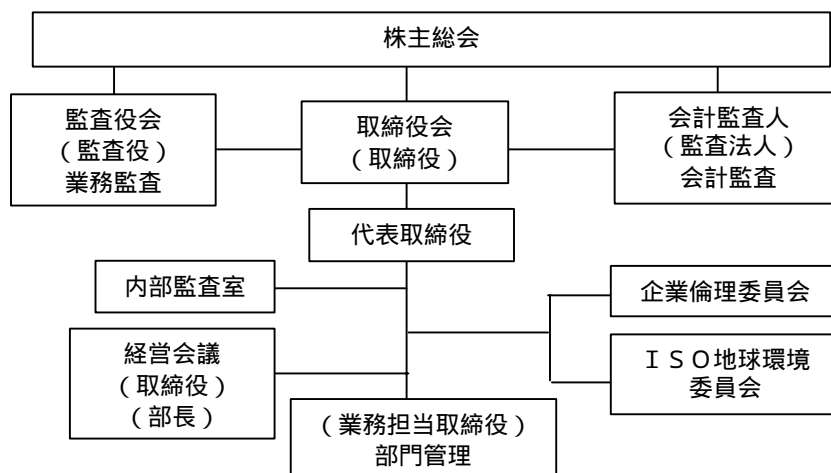 株主総会
監査役会
（監査役）
業務監査
取締役会
（取締役）
会計監査人
（監査法人）
会計監査
代表取締役
内部監査室
企業倫理委員会
経営会議
（取締役）
（部長）
ＩＳＯ地球環境
委員会
（業務担当取締役）
部門管理